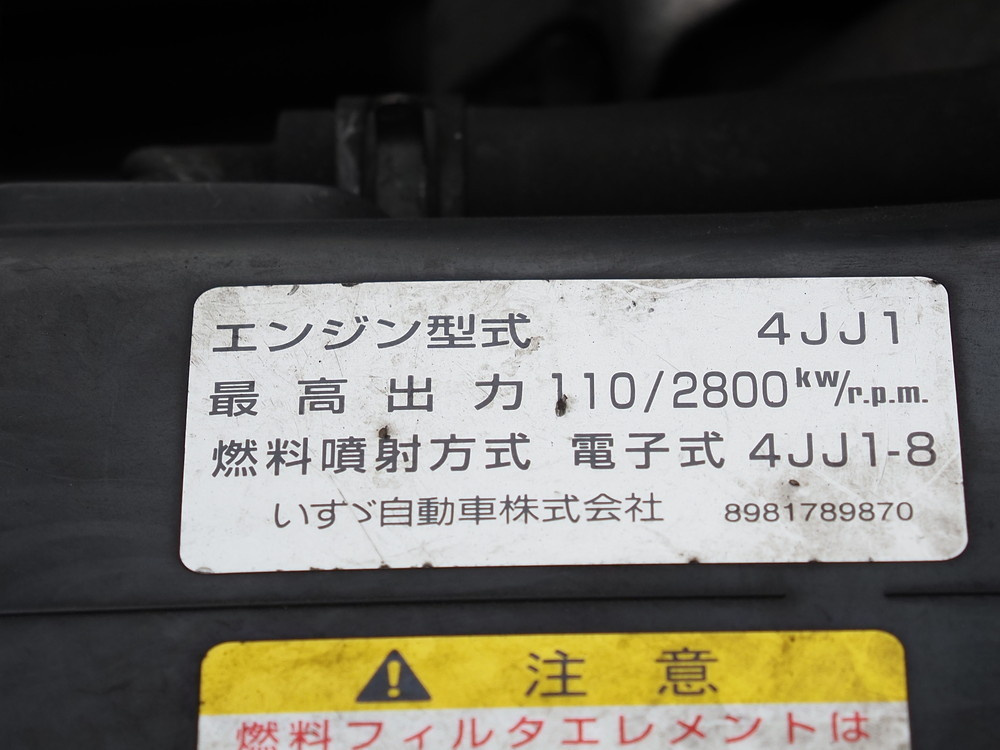 エンジン型式 4JJ1
最高出力 110/2800kw/r.p.m.
燃料噴射方式 電子式 4JJ1-8
いすゞ自動車株式会社 8981789870
注意
燃料フィルタエレメントは